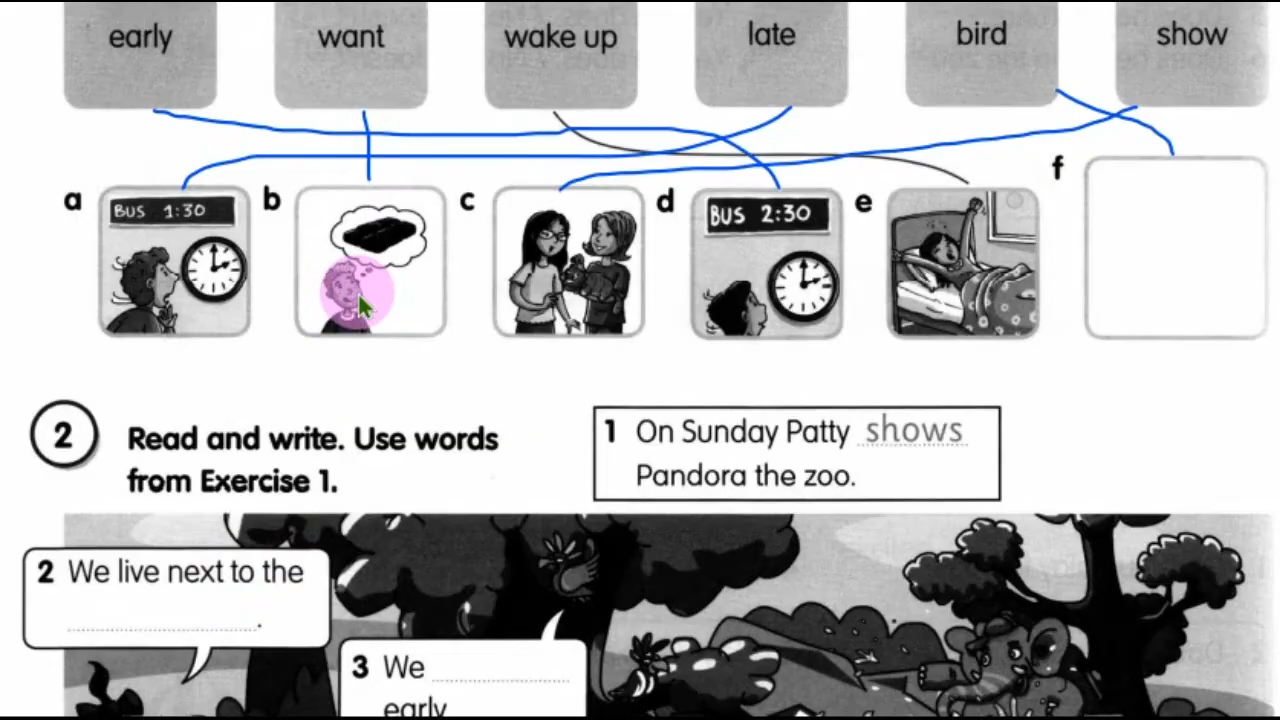 early
want
wake up
late
bird
show
a
b
c
d
e
f
BUS 1:30
BUS 2:30
2
Read and write. Use words
from Exercise 1.
1 On Sunday Patty shows
Pandora the zoo.
2 We live next to the
.
3 We
early